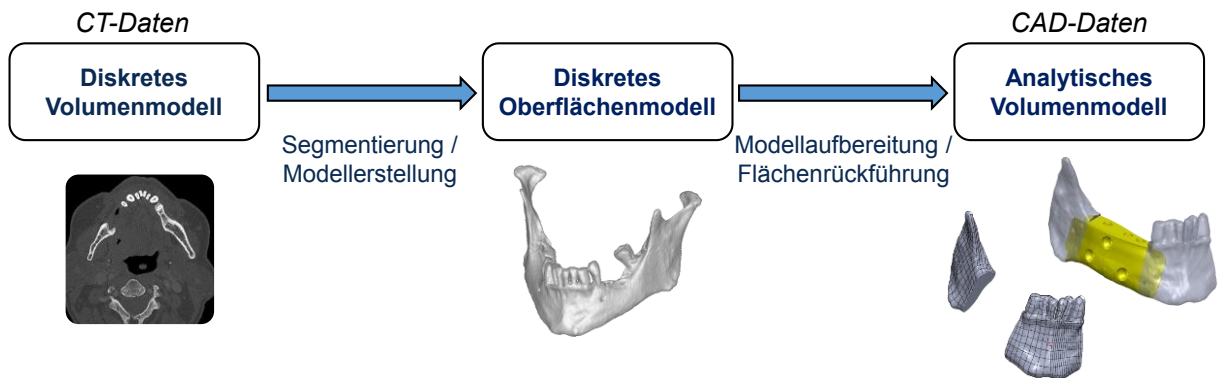 CT-Daten
Diskretes
Volumenmodell
Segmentierung /
Modellerstellung
Diskretes
Oberflächenmodell
Modellaufbereitung /
Flächenrückführung
CAD-Daten
Analytisches
Volumenmodell